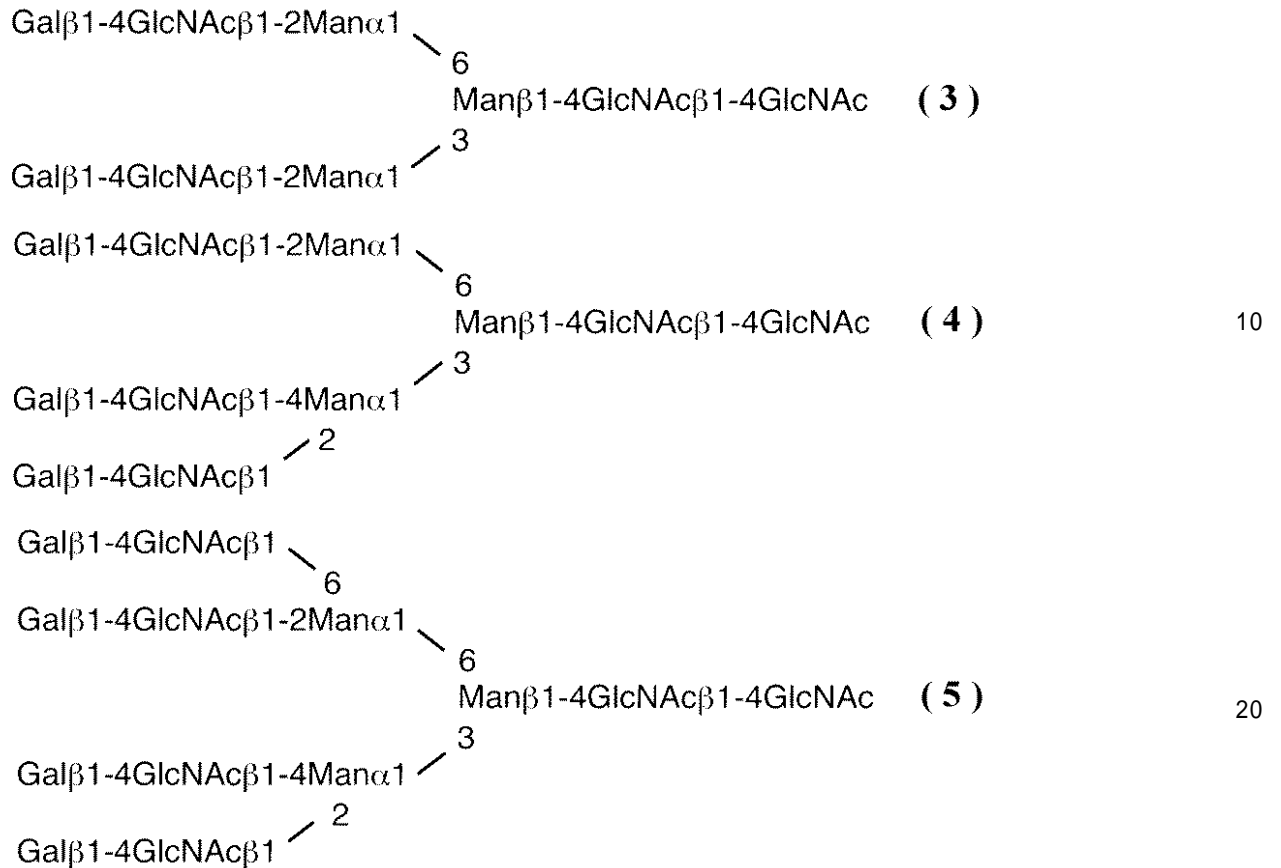 Galβ1-4GlcNAcβ1-2Manα1
6
Manβ1-4GlcNAcβ1-4GlcNAc (3)
3
Galβ1-4GlcNAcβ1-2Manα1
Galβ1-4GlcNAcβ1-2Manα1
6
Manβ1-4GlcNAcβ1-4GlcNAc (4) 10
3
Galβ1-4GlcNAcβ1-4Manα1
2
Galβ1-4GlcNAcβ1
Galβ1-4GlcNAcβ1
6
Galβ1-4GlcNAcβ1-2Manα1
6
Manβ1-4GlcNAcβ1-4GlcNAc (5) 20
3
Galβ1-4GlcNAcβ1-4Manα1
2
Galβ1-4GlcNAcβ1